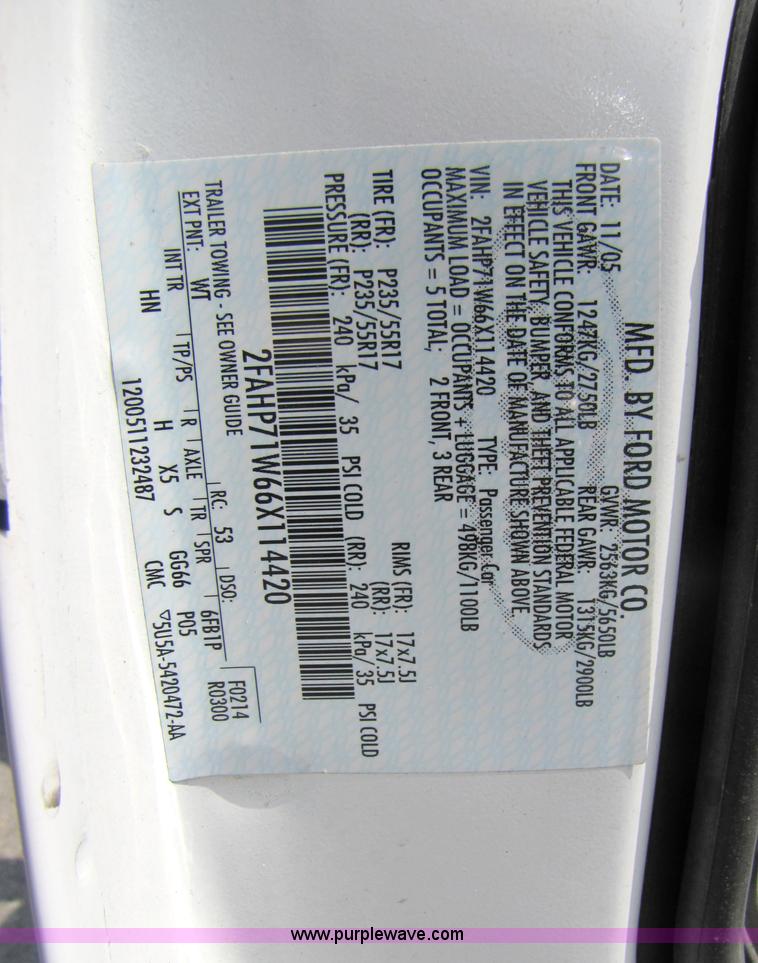 MFD. BY FORD MOTOR CO.
DATE: 11/05 GVWR: 2563KG/5650LB
FRONT GAWR: 1247KG/2750LB REAR GAWR: 1315KG/2900LB
THIS VEHICLE CONFORMS TO ALL APPLICABLE FEDERAL MOTOR
VEHICLE SAFETY, BUMPER, AND THEFT PREVENTION STANDARDS
IN EFFECT ON THE DATE OF MANUFACTURE SHOWN ABOVE.
VIN: 2FAHP71W66X114420 TYPE: Passenger Car
MAXIMUM LOAD = OCCUPANTS + LUGGAGE = 498KG/1100LB
OCCUPANTS = 5 TOTAL; 2 FRONT, 3 REAR
TIRE (FR): P235/55R17 RIMS (FR): 17x7.5J
(RR): P235/55R17 (RR): 17x7.5J
PRESSURE (FR): 240 kPa/ 35 PSI COLD (RR): 240 kPa/ 35 PSI COLD
2FAHP71W66X114420
TRAILER TOWING - SEE OWNER GUIDE
F0214
R0300
EXT PNT: WT RC: 53 DSO: 6FB1P
INT TR TP/PS R AXLE TR SPR
HN H X5 S GG66 P05
1200511232487 CMC ▽5U5A-5420472-AA
www.purplewave.com